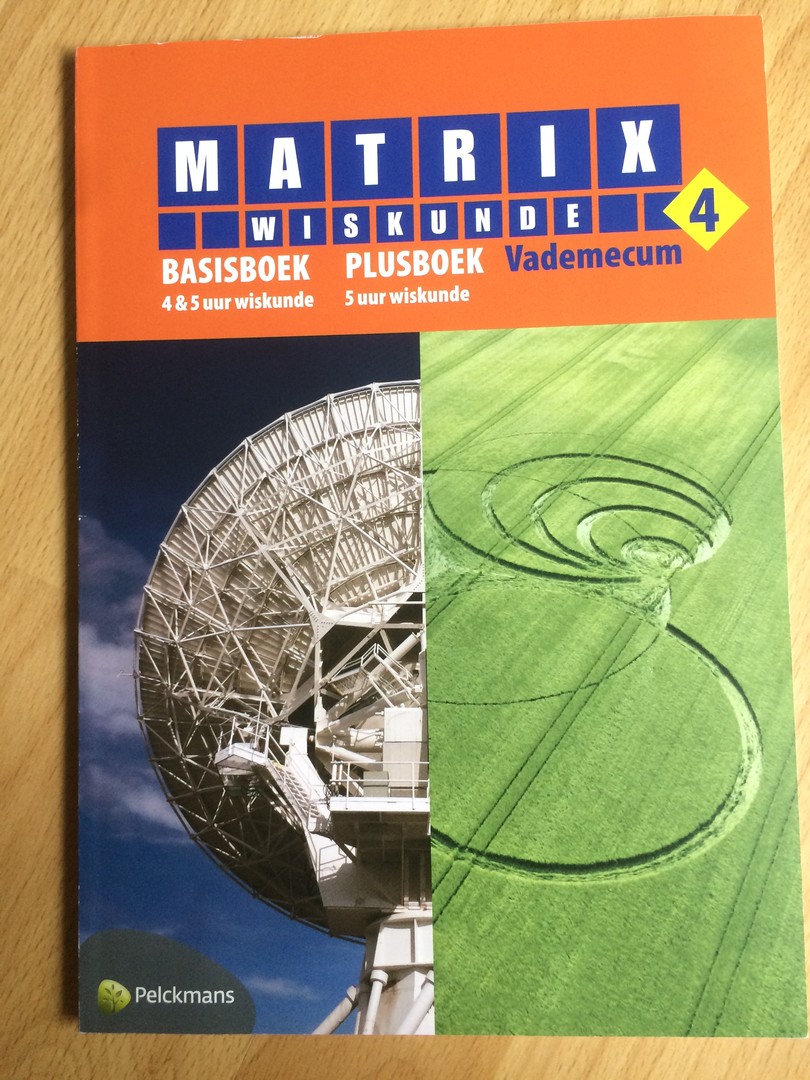 MATRIX
WISKUNDE
4
BASISBOEK PLUSBOEK Vademecum
4 & 5 uur wiskunde 5 uur wiskunde
Pelckmans